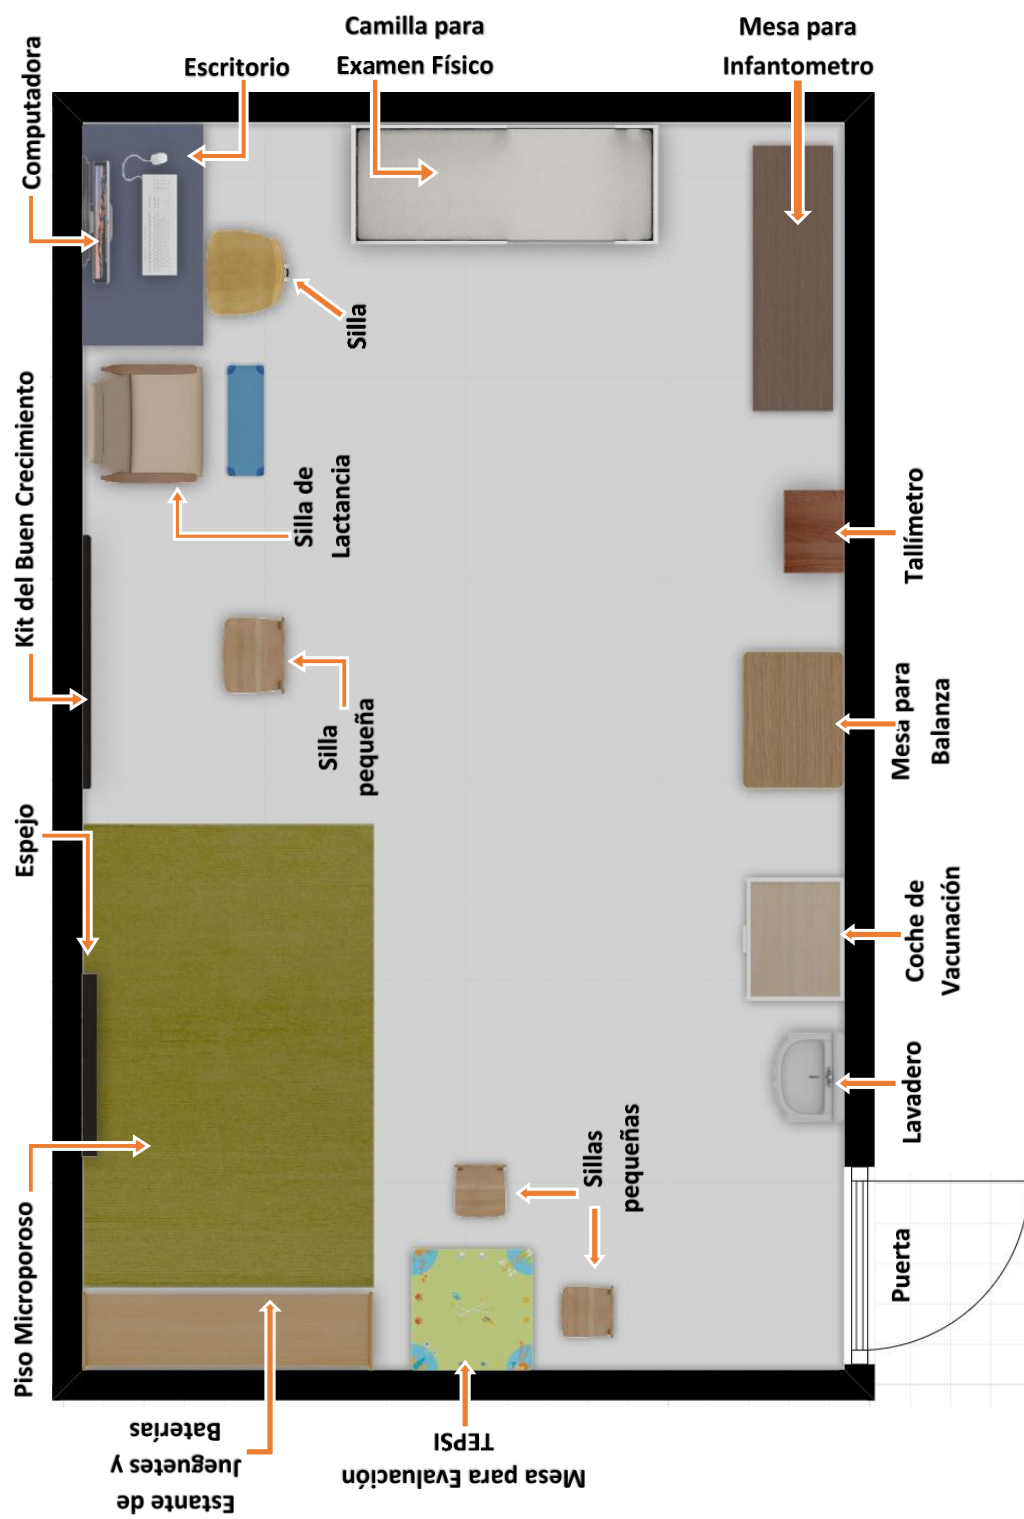 Camilla para
Examen Físico
Mesa para
Infantometro
Escritorio
Computadora
Silla
Kit del Buen Crecimiento
Silla de
Lactancia
Tallímetro
Silla
pequeña
Mesa para
Balanza
Espejo
Coche de
Vacunación
Lavadero
Sillas
pequeñas
Piso Microporoso
Puerta
Estante de
Jueguetes y
Baterías
Mesa para Evaluación
TEPSI